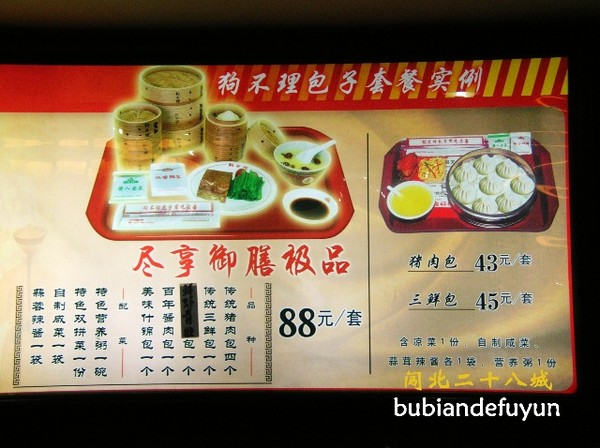 狗不理包子套餐实例
尽享御膳极品
品种
传统猪肉包四个
传统三鲜包一个
包一个
百年酱肉包一个
美味什锦包一个
配菜
特色营养粥一碗
特色双拼菜一份
自制咸菜一袋
蒜蓉辣酱一袋
88元/套
猪肉包 43元/套
三鲜包 45元/套
含凉菜1份,自制咸菜、
蒜茸辣酱各1袋,营养粥1份
闾北二十八城
bubiandefuyun